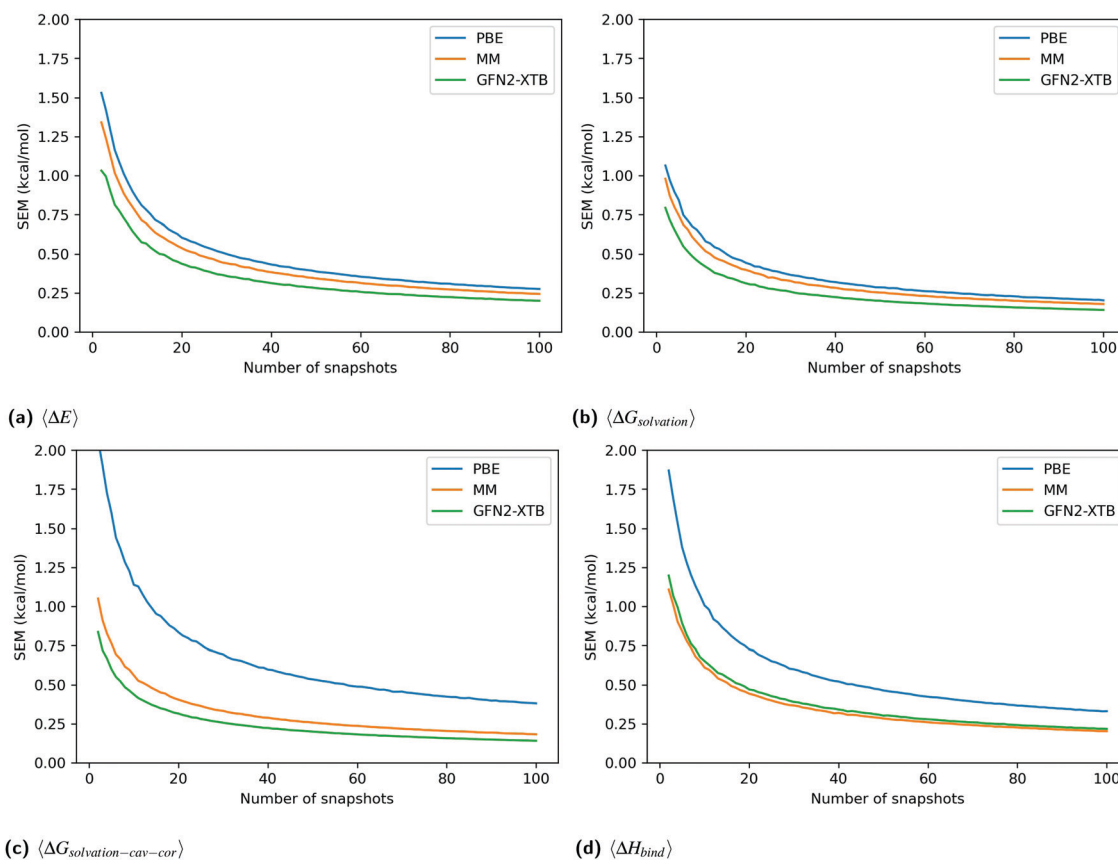 2.00
1.75
1.50
1.25
1.00
0.75
0.50
0.25
0.00
SEM (kcal/mol)
PBE
MM
GFN2-XTB
0 20 40 60 80 100
Number of snapshots
(a) ⟨ΔE⟩
2.00
1.75
1.50
1.25
1.00
0.75
0.50
0.25
0.00
SEM (kcal/mol)
PBE
MM
GFN2-XTB
0 20 40 60 80 100
Number of snapshots
(b) ⟨ΔG_{solvation}⟩
2.00
1.75
1.50
1.25
1.00
0.75
0.50
0.25
0.00
SEM (kcal/mol)
PBE
MM
GFN2-XTB
0 20 40 60 80 100
Number of snapshots
(c) ⟨ΔG_{solvation−cav−cor}⟩
2.00
1.75
1.50
1.25
1.00
0.75
0.50
0.25
0.00
SEM (kcal/mol)
PBE
MM
GFN2-XTB
0 20 40 60 80 100
Number of snapshots
(d) ⟨ΔH_{bind}⟩